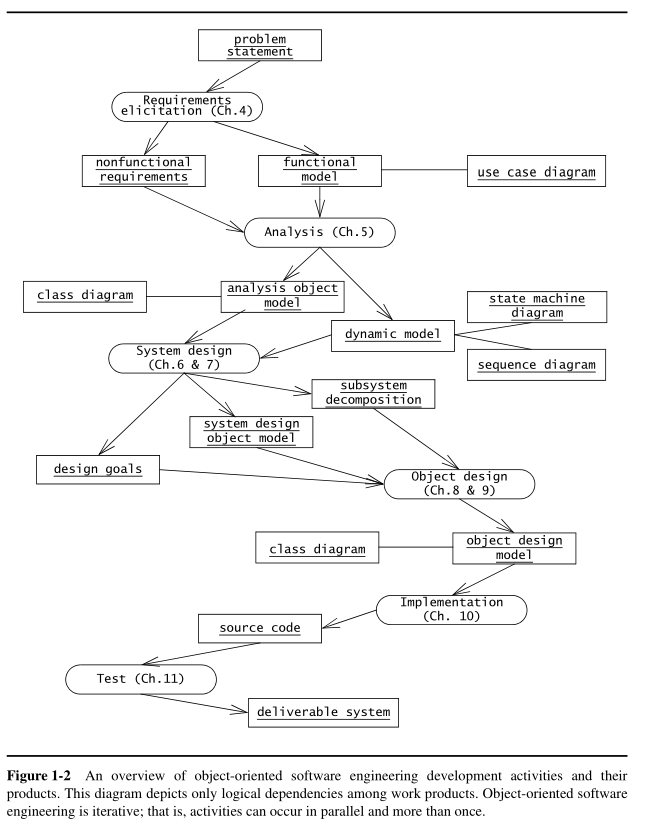 problem
statement
Requirements
elicitation (Ch.4)
nonfunctional
requirements
functional
model
use case diagram
Analysis (Ch.5)
class diagram
analysis object
model
state machine
diagram
dynamic model
sequence diagram
System design
(Ch.6 & 7)
subsystem
decomposition
system design
object model
design goals
Object design
(Ch.8 & 9)
class diagram
object design
model
Implementation
(Ch. 10)
source code
Test (Ch.11)
deliverable system
Figure 1-2 An overview of object-oriented software engineering development activities and their
products. This diagram depicts only logical dependencies among work products. Object-oriented software
engineering is iterative; that is, activities can occur in parallel and more than once.